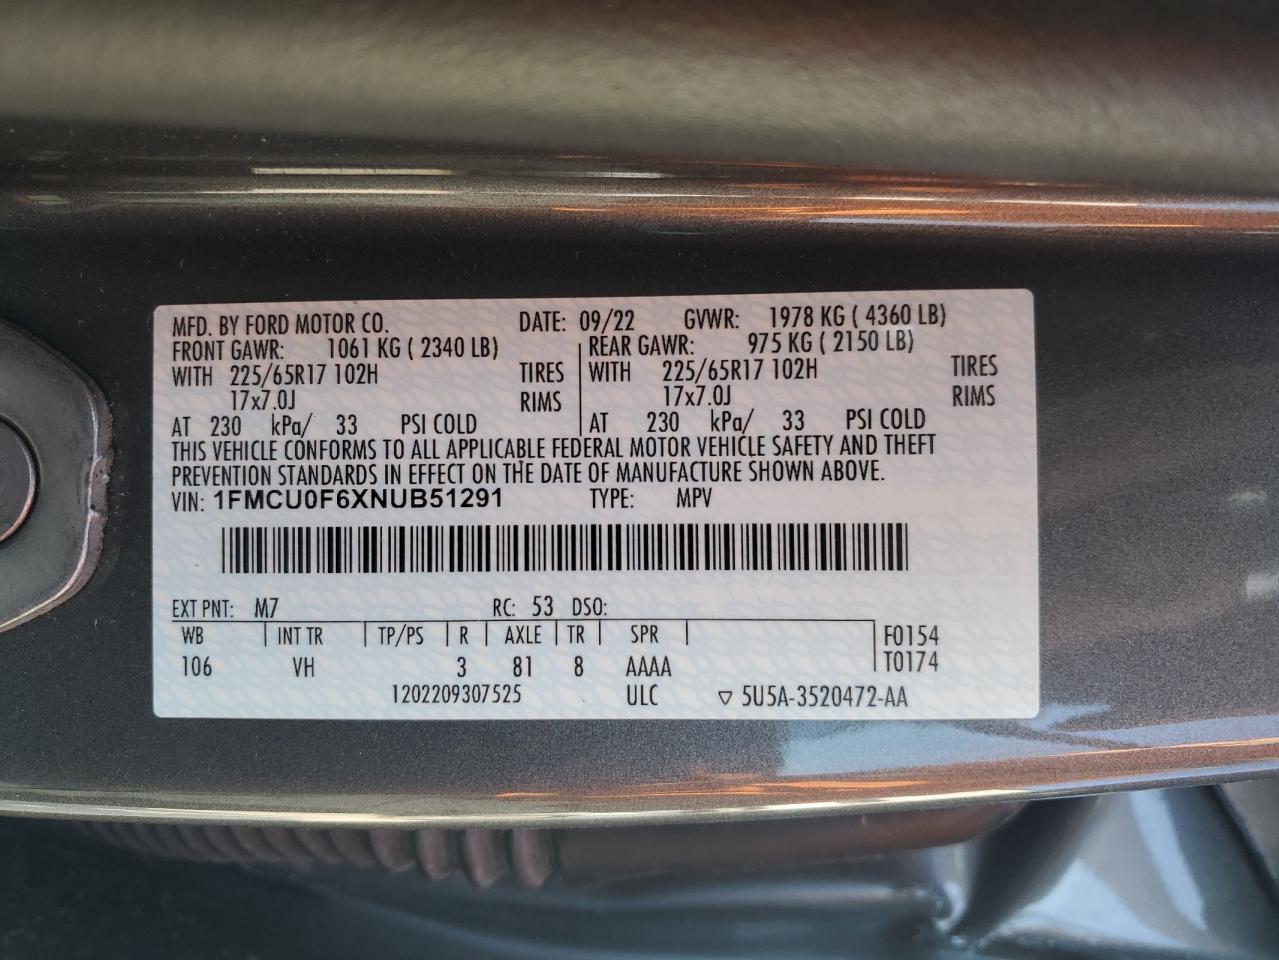 MFD. BY FORD MOTOR CO. DATE: 09/22 GVWR: 1978 KG ( 4360 LB)
FRONT GAWR: 1061 KG ( 2340 LB) REAR GAWR: 975 KG ( 2150 LB)
WITH 225/65R17 102H TIRES WITH 225/65R17 102H TIRES
17x7.0J RIMS 17x7.0J RIMS
AT 230 kPa/ 33 PSI COLD AT 230 kPa/ 33 PSI COLD
THIS VEHICLE CONFORMS TO ALL APPLICABLE FEDERAL MOTOR VEHICLE SAFETY AND THEFT
PREVENTION STANDARDS IN EFFECT ON THE DATE OF MANUFACTURE SHOWN ABOVE.
VIN: 1FMCU0F6XNUB51291 TYPE: MPV
EXT PNT: M7 RC: 53 DSO:
WB INT TR TP/PS R AXLE TR SPR F0154
106 VH 3 81 8 AAAA T0174
1202209307525 ULC ▽ 5U5A-3520472-AA